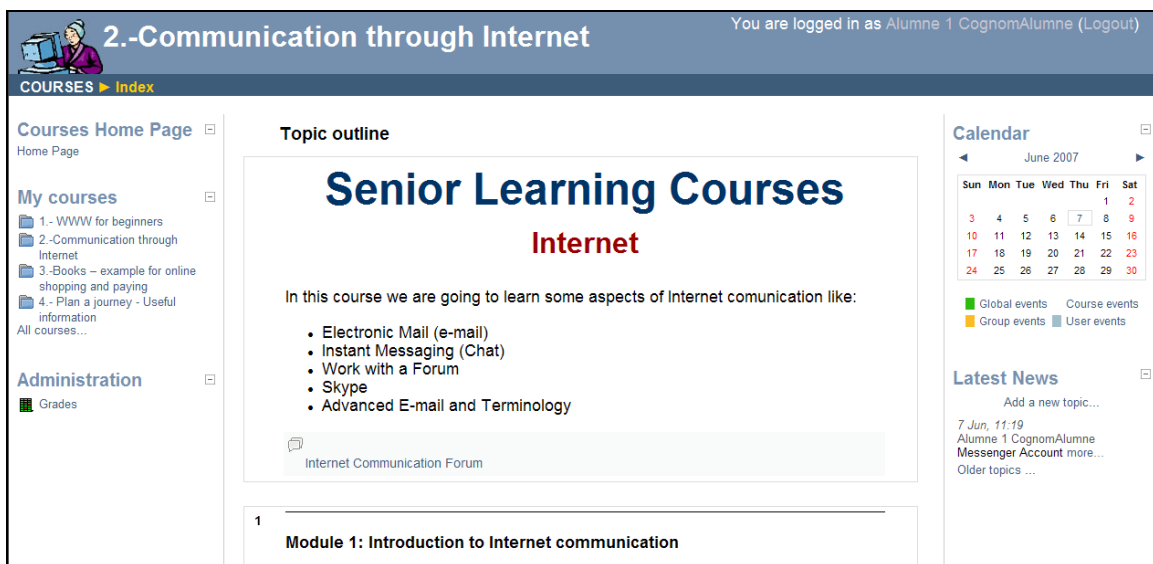 2.-Communication through Internet
You are logged in as Alumne 1 CognomAlumne (Logout)
COURSES ► Index
Courses Home Page
Home Page
My courses
1.- WWW for beginners
2.-Communication through
Internet
3.-Books – example for online
shopping and paying
4.- Plan a journey - Useful
information
All courses...
Administration
Grades
Topic outline
Senior Learning Courses
Internet
In this course we are going to learn some aspects of Internet comunication like:
• Electronic Mail (e-mail)
• Instant Messaging (Chat)
• Work with a Forum
• Skype
• Advanced E-mail and Terminology
Internet Communication Forum
1
Module 1: Introduction to Internet communication
Calendar
◄ June 2007 ►
Sun Mon Tue Wed Thu Fri Sat
1 2
3 4 5 6 7 8 9
10 11 12 13 14 15 16
17 18 19 20 21 22 23
24 25 26 27 28 29 30
Global events Course events
Group events User events
Latest News
Add a new topic...
7 Jun, 11:19
Alumne 1 CognomAlumne
Messenger Account more...
Older topics ...